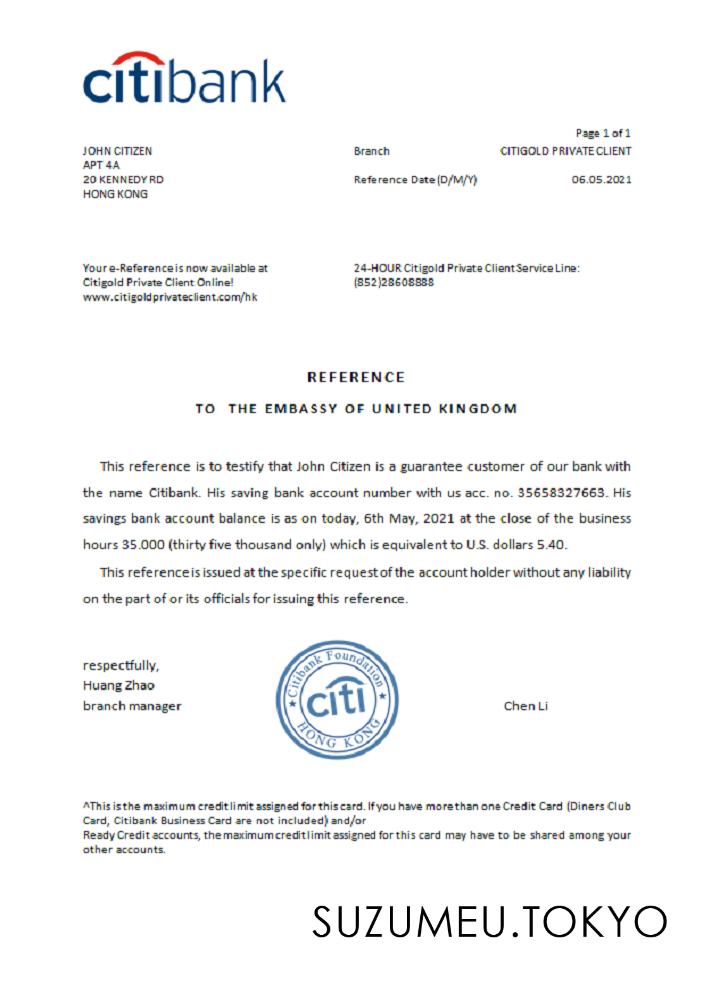 citibank
Page 1 of 1
JOHN CITIZEN
APT 4A
20 KENNEDY RD
HONG KONG
Branch CITIGOLD PRIVATE CLIENT
Reference Date (D/M/Y) 06.05.2021
Your e-Reference is now available at
Citigold Private Client Online!
www.citigoldprivateclient.com/hk
24-HOUR Citigold Private Client Service Line:
(852)28608888
REFERENCE
TO THE EMBASSY OF UNITED KINGDOM
This reference is to testify that John Citizen is a guarantee customer of our bank with
the name Citibank. His saving bank account number with us acc. no. 35658327663. His
savings bank account balance is as on today, 6th May, 2021 at the close of the business
hours 35.000 (thirty five thousand only) which is equivalent to U.S. dollars 5.40.
This reference is issued at the specific request of the account holder without any liability
on the part of or its officials for issuing this reference.
respectfully,
Huang Zhao
branch manager
Citibank Foundation
citi
HONG KONG
Chen Li
^This is the maximum credit limit assigned for this card. If you have more than one Credit Card (Diners Club
Card, Citibank Business Card are not included) and/or
Ready Credit accounts, the maximum credit limit assigned for this card may have to be shared among your
other accounts.
SUZUMEU.TOKYO